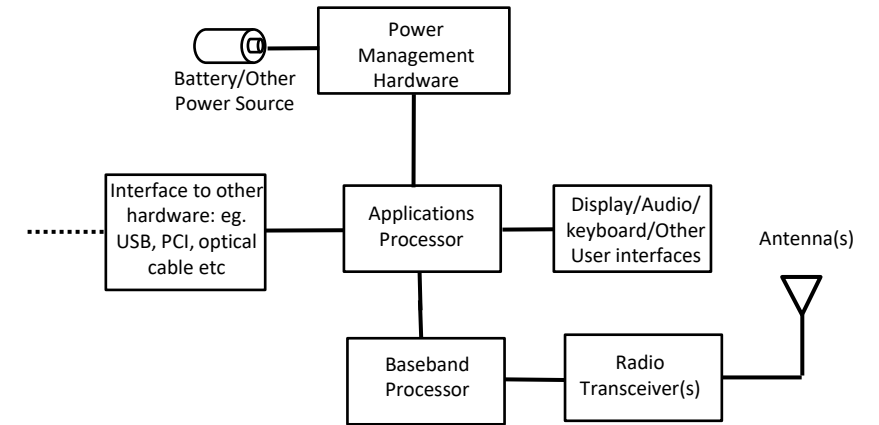 Power
Management
Hardware
Battery/Other
Power Source
Interface to other
hardware: eg.
USB, PCI, optical
cable etc
Applications
Processor
Display/Audio/
keyboard/Other
User interfaces
Antenna(s)
Baseband
Processor
Radio
Transceiver(s)